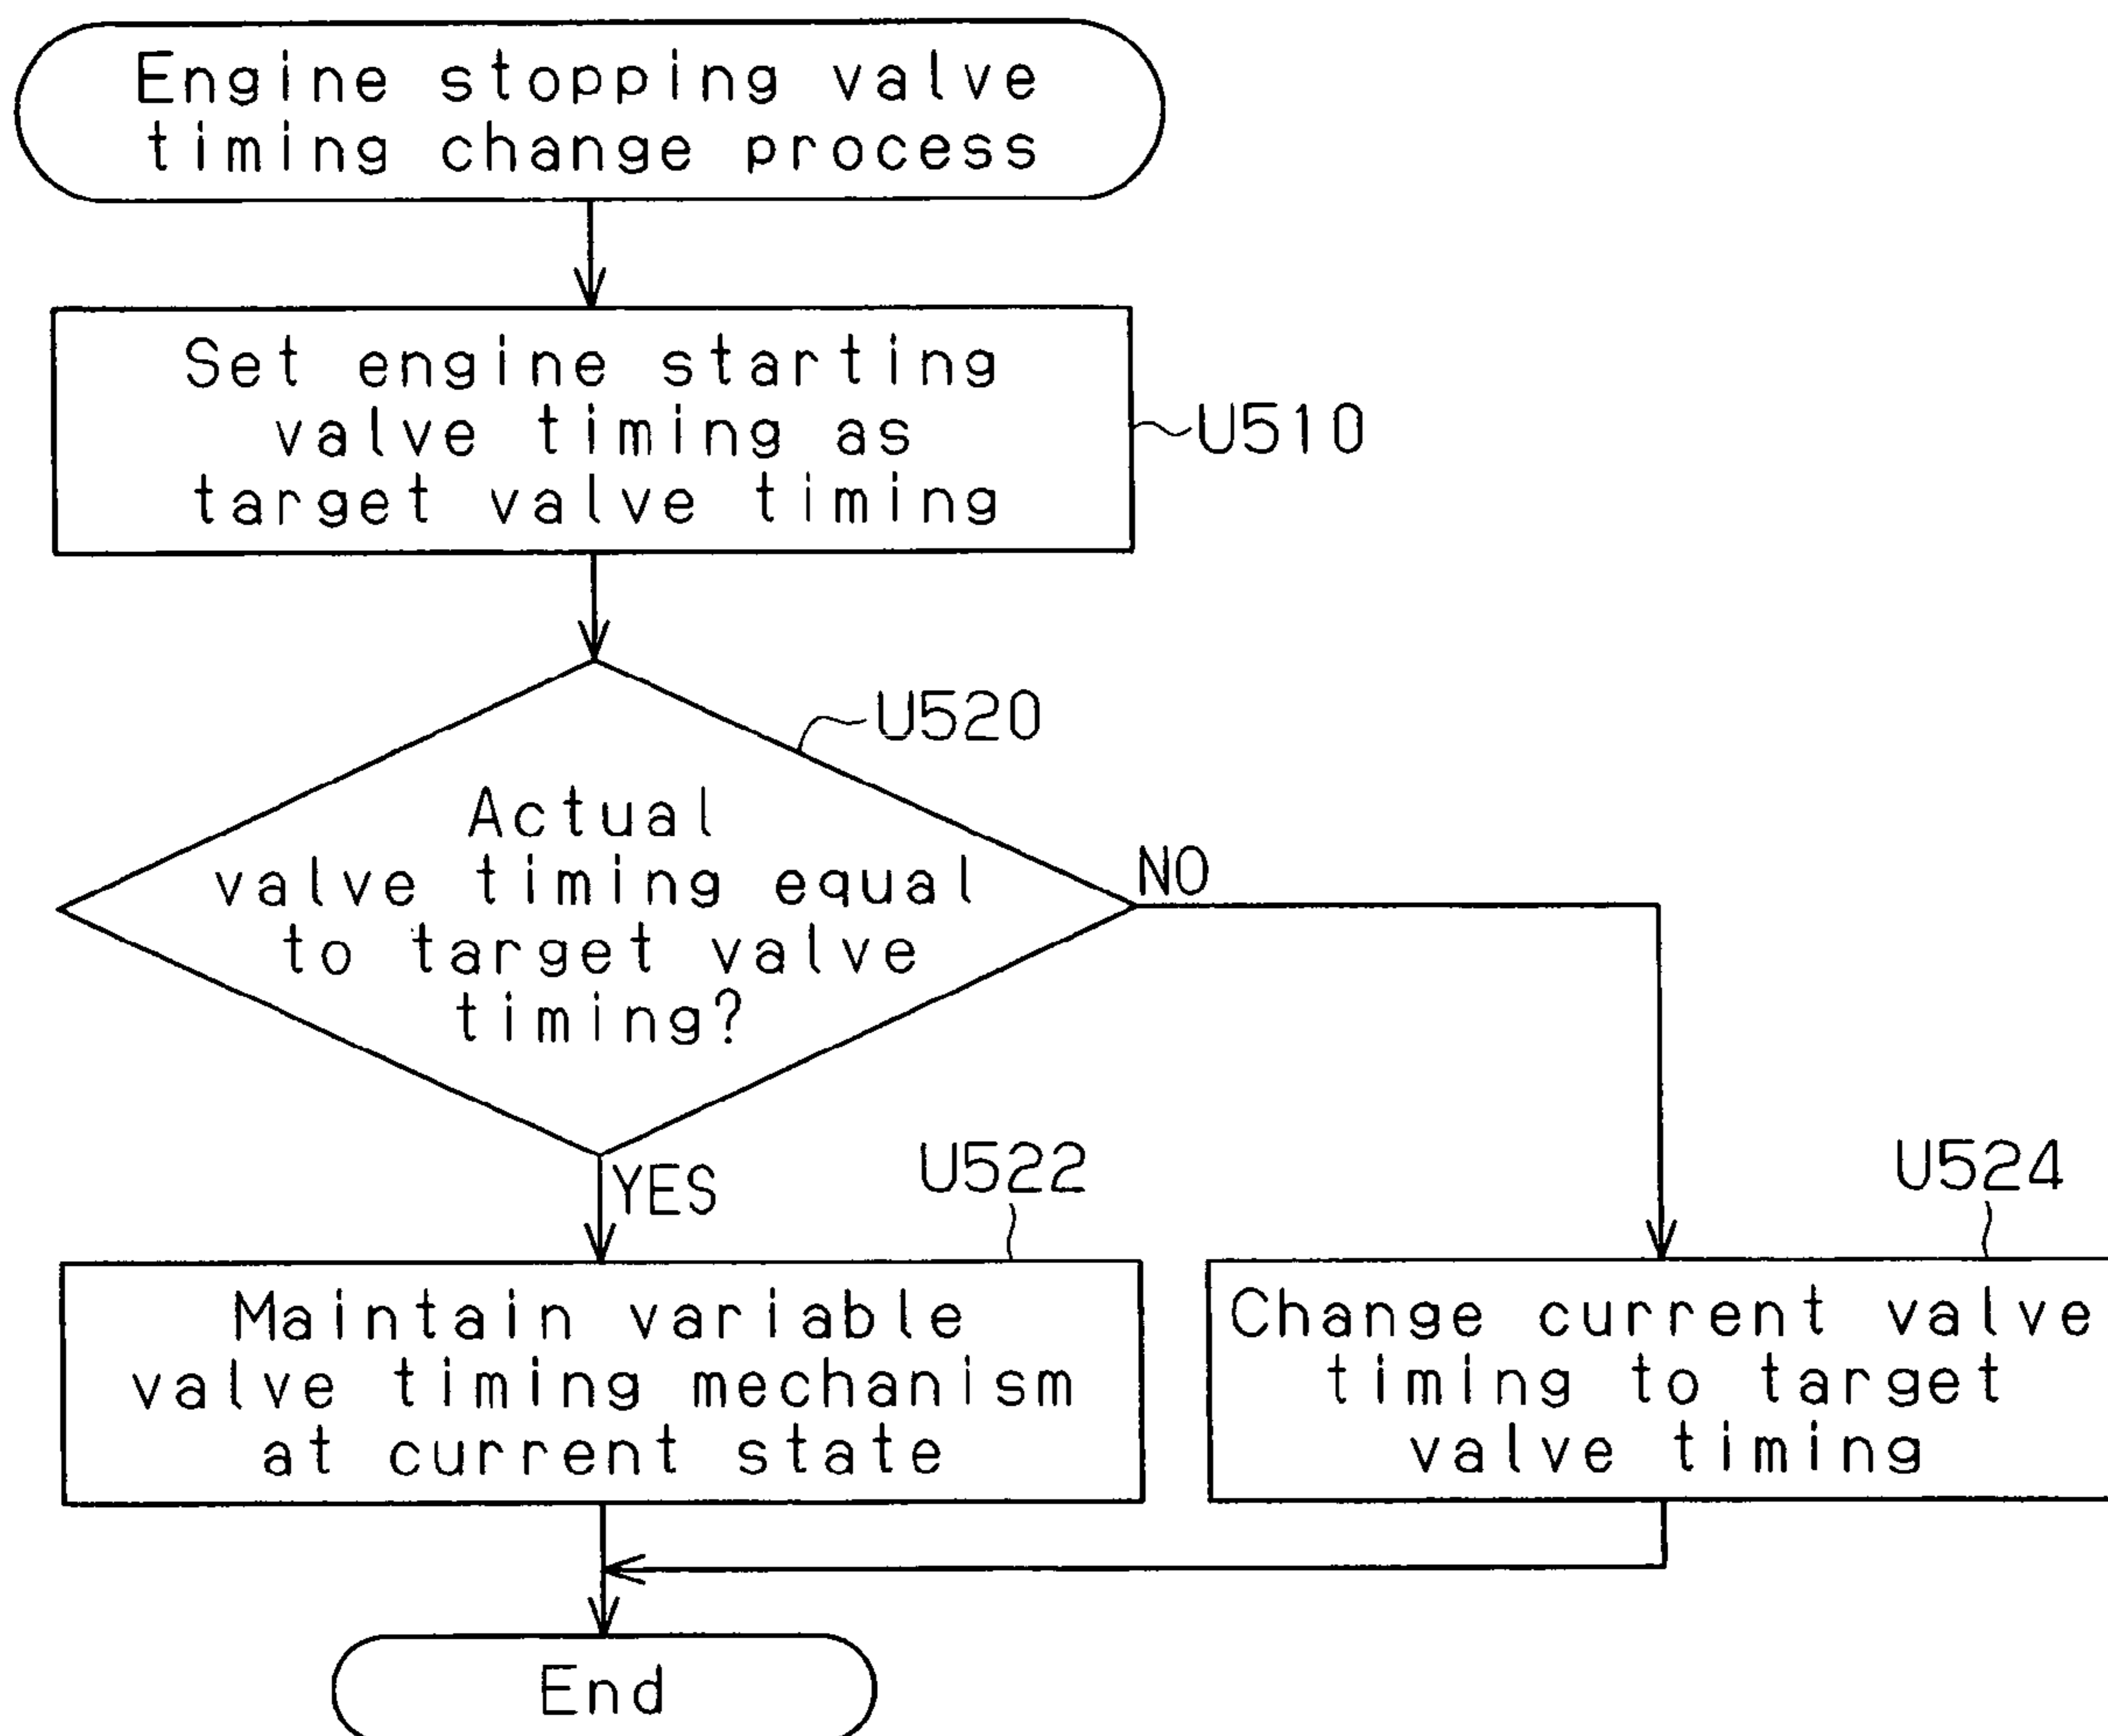 Engine stopping valve
timing change process
Set engine starting
valve timing as
target valve timing
U510
U520
Actual
valve timing equal
to target valve
timing?
NO
YES
U522
U524
Maintain variable
valve timing mechanism
at current state
Change current valve
timing to target
valve timing
End